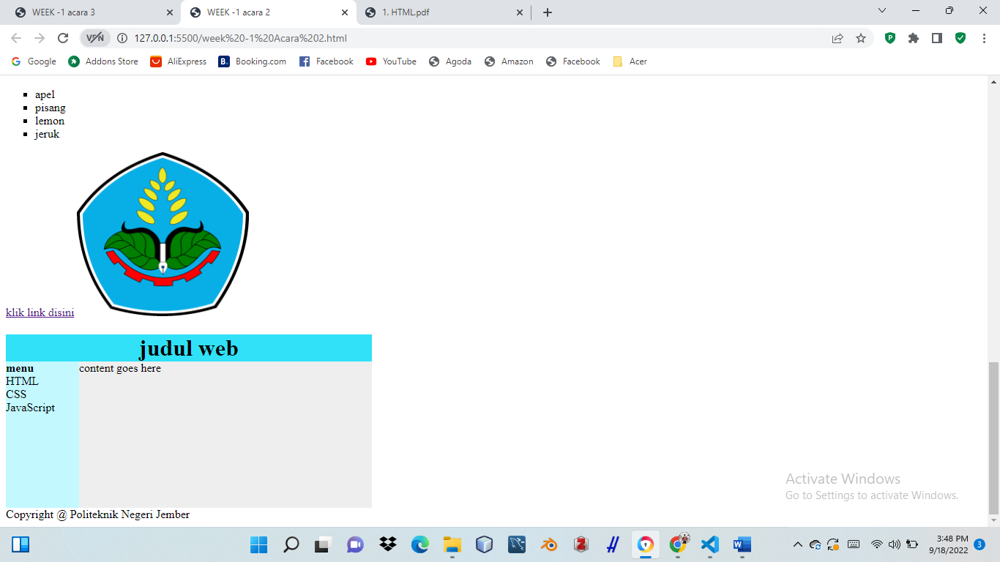 WEEK -1 acara 3
WEEK -1 acara 2
1. HTML.pdf
VPN
127.0.0.1:5500/week%20-1%20Acara%202.html
Google
Addons Store
AliExpress
B.
Booking.com
Facebook
YouTube
Agoda
Amazon
Facebook
Acer
apel
pisang
lemon
jeruk
klik link disini
judul web
menu
content goes here
HTML
CSS
JavaScript
Copyright @ Politeknik Negeri Jember
Activate Windows
Go to Settings to activate Windows.
3:48 PM
9/18/2022
3